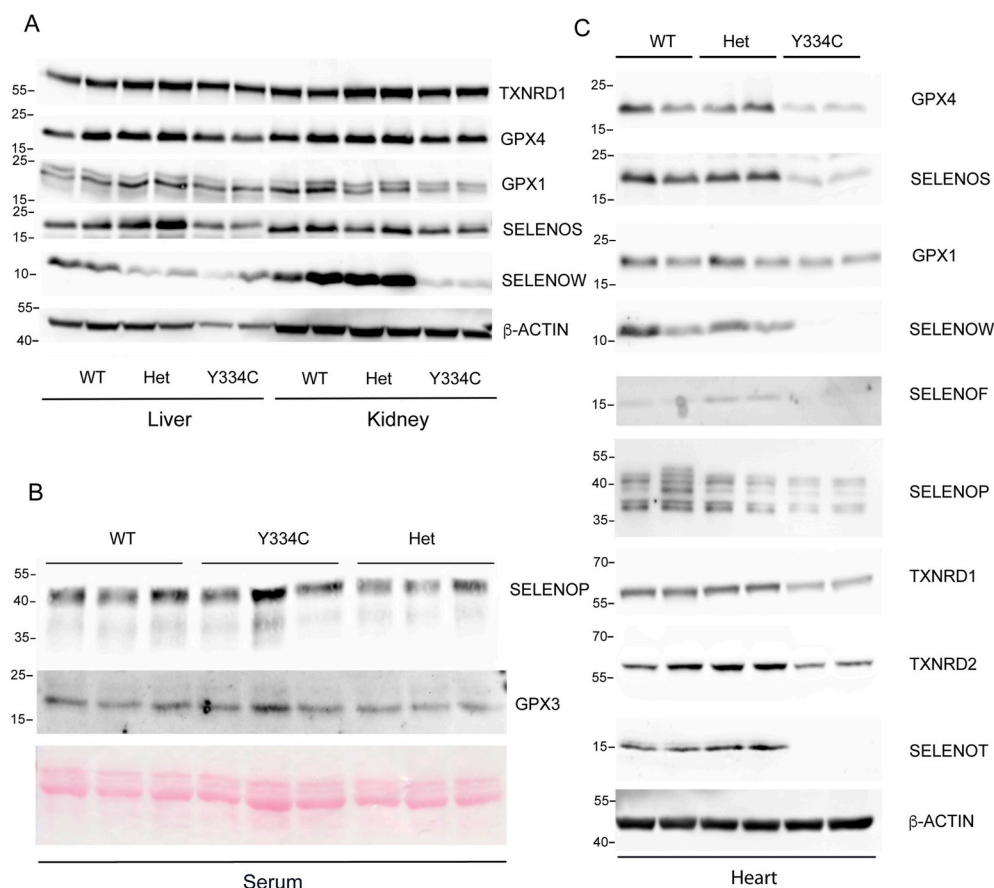 A
55-
TXNRD1
25-
15-
GPX4
25-
15-
GPX1
25-
15-
SELENOS
10-
SELENOW
55-
40-
β-ACTIN
WT Het Y334C WT Het Y334C
Liver Kidney
B
WT Y334C Het
55-
40-
35-
SELENOP
25-
15-
GPX3
Serum
C
WT Het Y334C
25-
15-
GPX4
25-
15-
SELENOS
25-
15-
GPX1
10-
SELENOW
15-
SELENOF
55-
40-
35-
SELENOP
70-
55-
TXNRD1
70-
55-
TXNRD2
15-
SELENOT
55-
40-
β-ACTIN
Heart